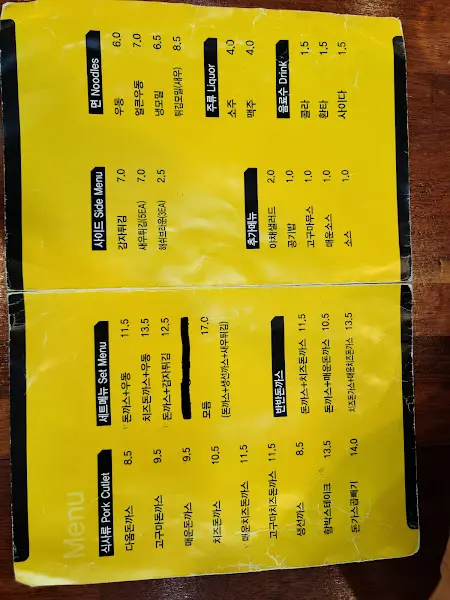 Menu
식사류 Pork Cutlet
다옴돈까스 8.5
고구마돈까스 9.5
매운돈까스 9.5
치즈돈까스 10.5
매운치즈돈까스 11.5
고구마치즈돈까스 11.5
생선까스 8.5
함박스테이크 13.5
돈가스곱빼기 14.0
세트메뉴 Set Menu
돈까스+우동 11.5
치즈돈까스+우동 13.5
돈까스+감자튀김 12.5
모듬 17.0
(돈까스+생선까스+새우튀김)
반반돈까스
돈까스+치즈돈까스 11.5
돈까스+매운돈까스 10.5
치즈돈가스+매운치즈돈가스 13.5
사이드 Side Menu
감자튀김 7.0
새우튀김(5EA) 7.0
해쉬브라운(3EA) 2.5
추가메뉴
야채샐러드 2.0
공기밥 1.0
고구마무스 1.0
매운소스 1.0
소스 1.0
면 Noodles
우동 6.0
얼큰우동 7.0
냉모밀 6.5
튀김모밀(새우) 8.5
주류 Liquor
소주 4.0
맥주 4.0
음료수 Drink
콜라 1.5
환타 1.5
사이다 1.5